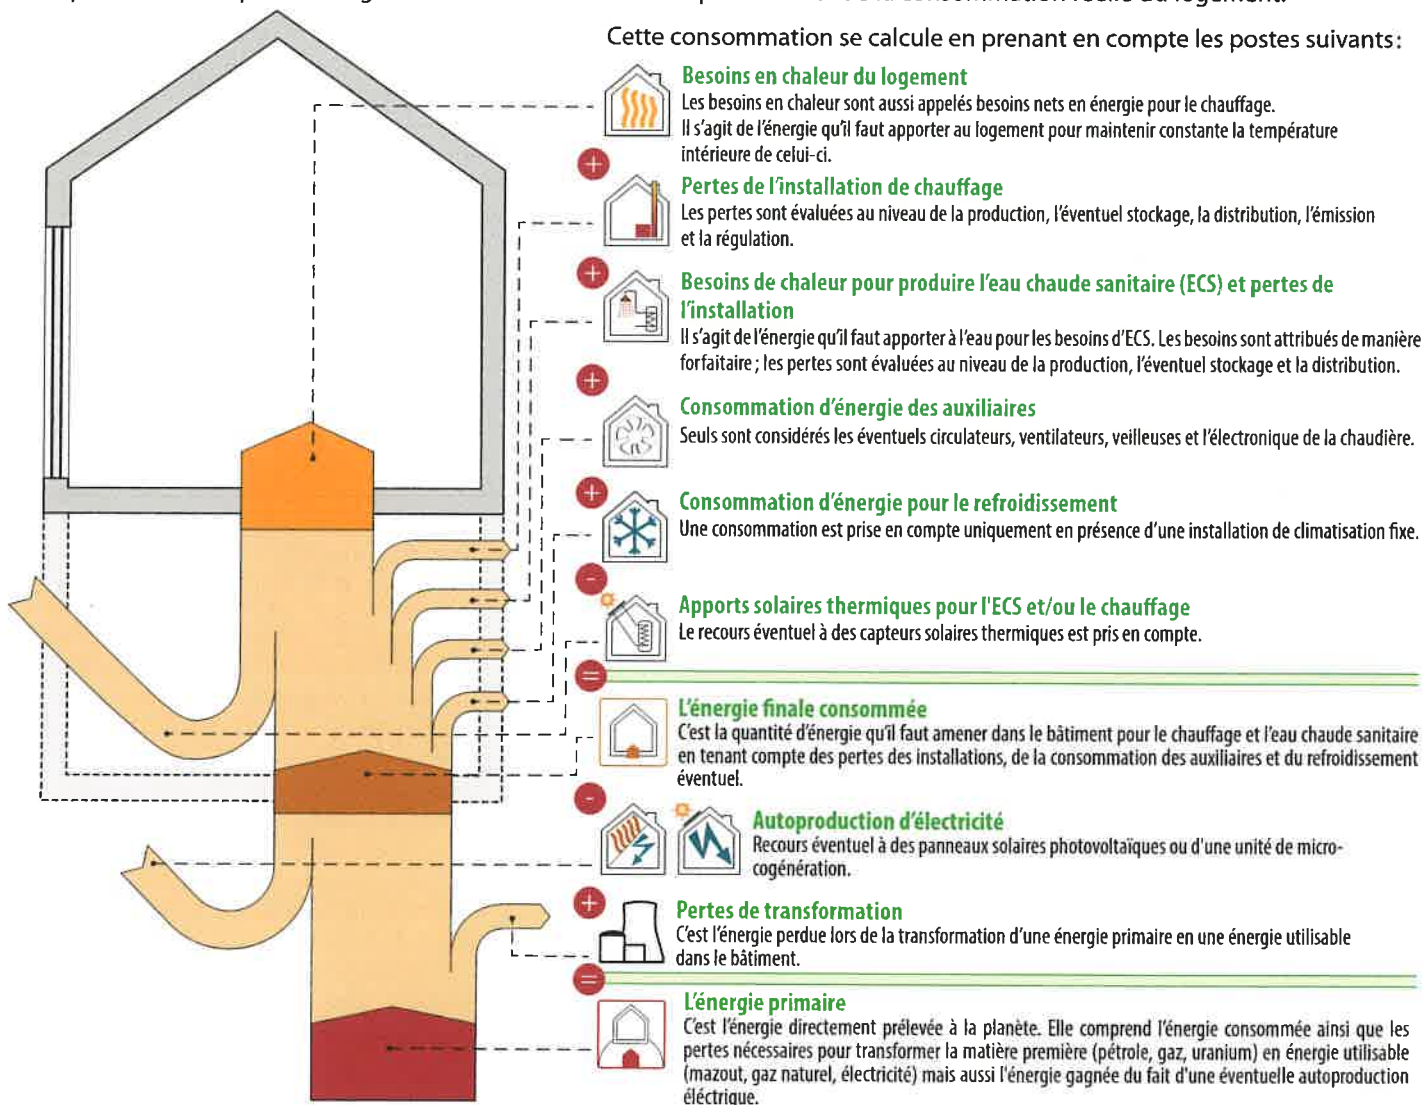 consommation réelle du logement.
Cette consommation se calcule en prenant en compte les postes suivants :
Besoins en chaleur du logement
Les besoins en chaleur sont aussi appelés besoins nets en énergie pour le chauffage.
Il s'agit de l'énergie qu'il faut apporter au logement pour maintenir constante la température
intérieure de celui-ci.
+
Pertes de l'installation de chauffage
Les pertes sont évaluées au niveau de la production, l'éventuel stockage, la distribution, l'émission
et la régulation.
+
Besoins de chaleur pour produire l'eau chaude sanitaire (ECS) et pertes de
l'installation
Il s'agit de l'énergie qu'il faut apporter à l'eau pour les besoins d'ECS. Les besoins sont attribués de manière
forfaitaire ; les pertes sont évaluées au niveau de la production, l'éventuel stockage et la distribution.
+
Consommation d'énergie des auxiliaires
Seuls sont considérés les éventuels circulateurs, ventilateurs, veilleuses et l'électronique de la chaudière.
+
Consommation d'énergie pour le refroidissement
Une consommation est prise en compte uniquement en présence d'une installation de climatisation fixe.
-
Apports solaires thermiques pour l'ECS et/ou le chauffage
Le recours éventuel à des capteurs solaires thermiques est pris en compte.
=
L'énergie finale consommée
C'est la quantité d'énergie qu'il faut amener dans le bâtiment pour le chauffage et l'eau chaude sanitaire
en tenant compte des pertes des installations, de la consommation des auxiliaires et du refroidissement
éventuel.
-
Autoproduction d'électricité
Recours éventuel à des panneaux solaires photovoltaïques ou d'une unité de micro-
cogénération.
+
Pertes de transformation
C'est l'énergie perdue lors de la transformation d'une énergie primaire en une énergie utilisable
dans le bâtiment.
=
L'énergie primaire
C'est l'énergie directement prélevée à la planète. Elle comprend l'énergie consommée ainsi que les
pertes nécessaires pour transformer la matière première (pétrole, gaz, uranium) en énergie utilisable
(mazout, gaz naturel, électricité) mais aussi l'énergie gagnée du fait d'une éventuelle autoproduction
éléctrique.